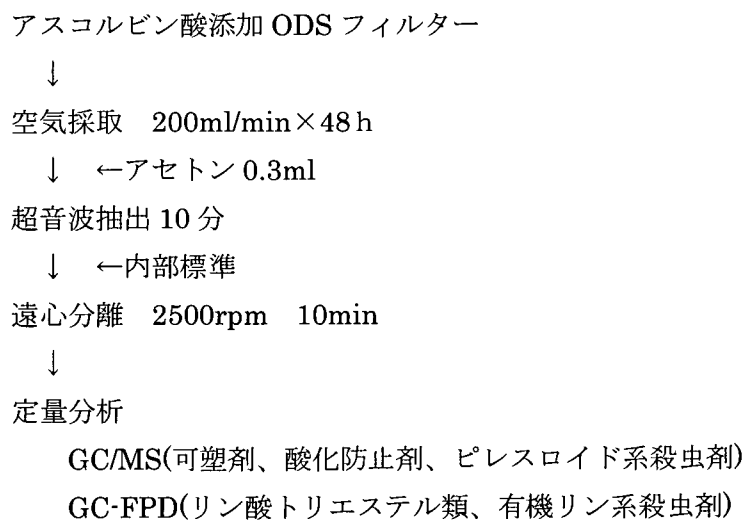 アスコルビン酸添加 ODS フィルター
↓
空気採取　200ml/min×48h
↓　←アセトン 0.3ml
超音波抽出 10 分
↓　←内部標準
遠心分離　2500rpm　10min
↓
定量分析
GC/MS(可塑剤、酸化防止剤、ピレスロイド系殺虫剤)
GC-FPD(リン酸トリエステル類、有機リン系殺虫剤)